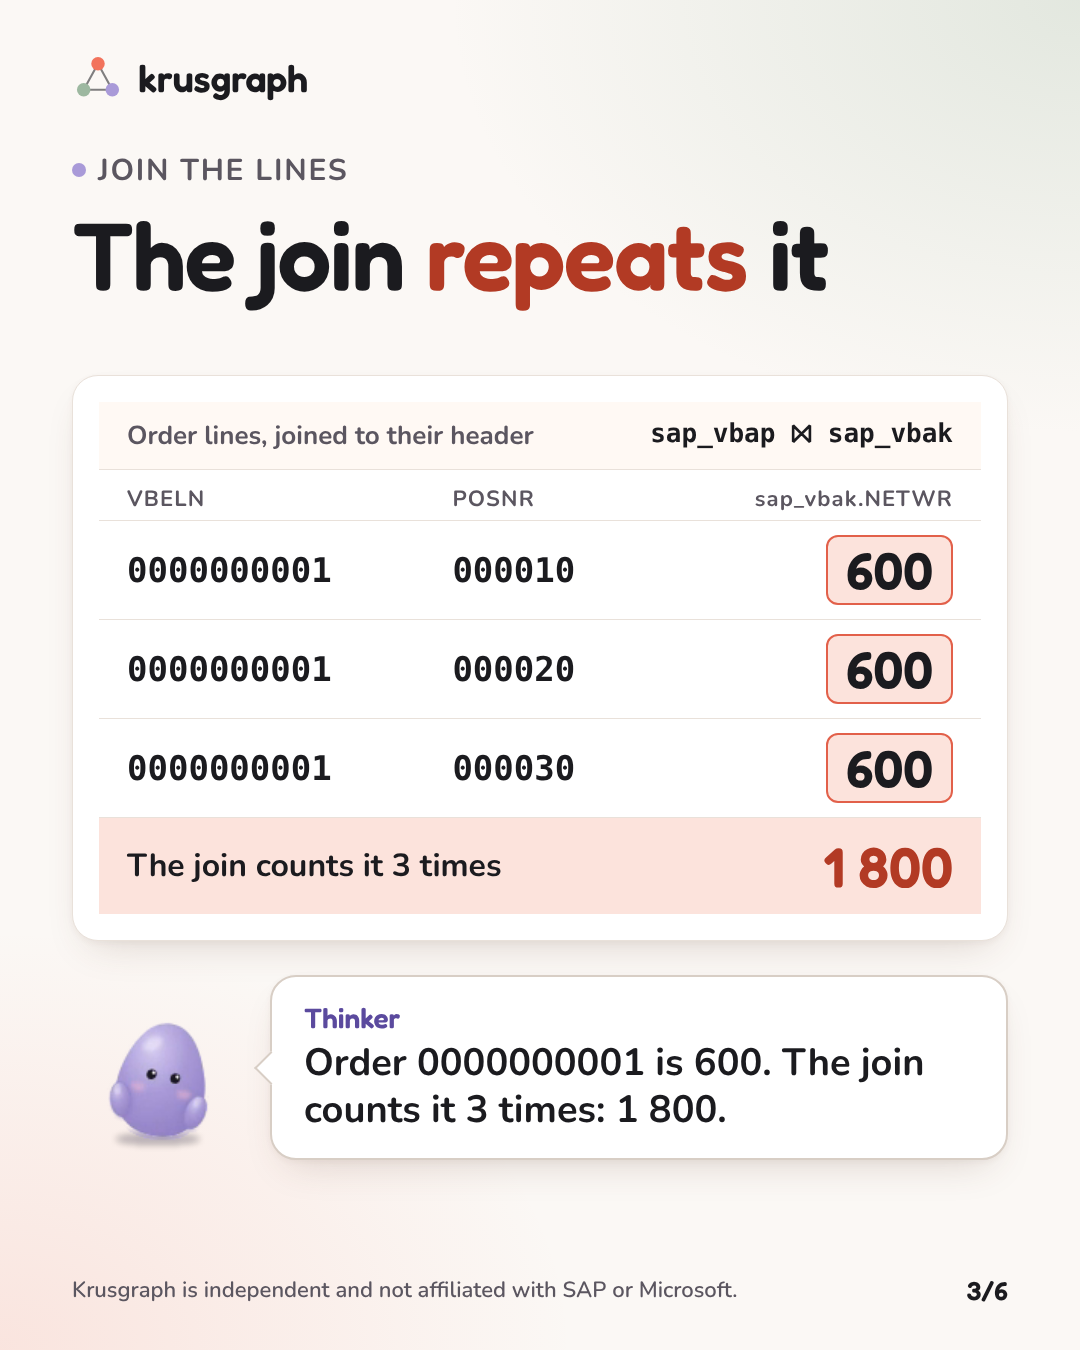 krusgraph
JOIN THE LINES
The join repeats it
Order lines, joined to their header sap_vbap ⋈ sap_vbak
VBELN POSNR sap_vbak.NETWR
0000000001 000010 600
0000000001 000020 600
0000000001 000030 600
The join counts it 3 times 1 800
Thinker
Order 0000000001 is 600. The join
counts it 3 times: 1 800.
Krusgraph is independent and not affiliated with SAP or Microsoft. 3/6